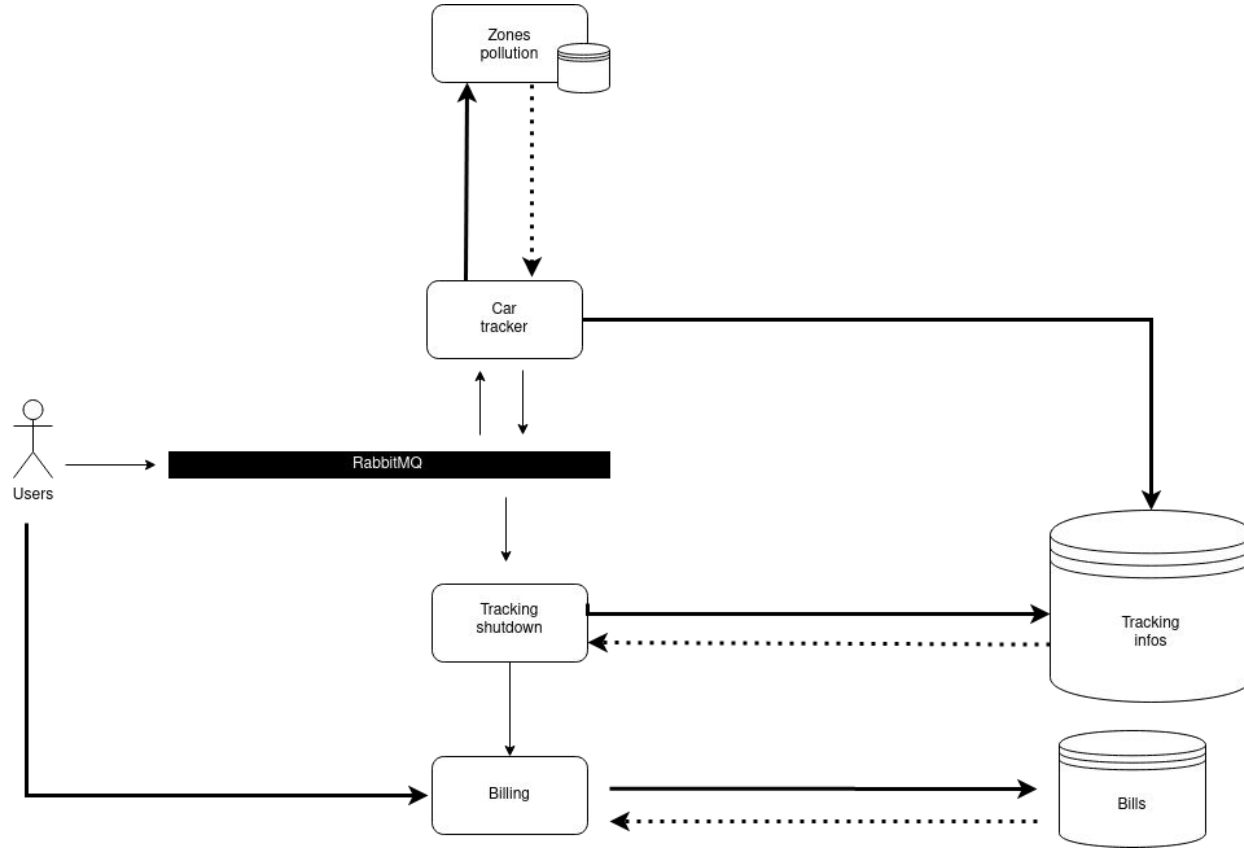 Zones
pollution
Car
tracker
RabbitMQ
Users
Tracking
shutdown
Tracking
infos
Billing
Bills